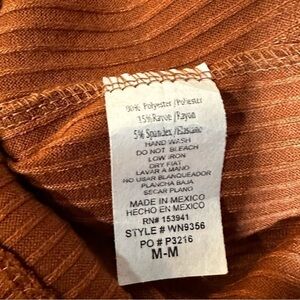 80% Polyester/Poliester
15% Rayon/Rayon
5% Spandex/Elastano
HAND WASH
DO NOT BLEACH
LOW IRON
DRY FLAT
LAVAR A MANO
NO USAR BLANQUEADOR
PLANCHA BAJA
SECAR PLANO
MADE IN MEXICO
HECHO EN MEXICO
RN# 153941
STYLE # WN9356
PO # P3216
M-M